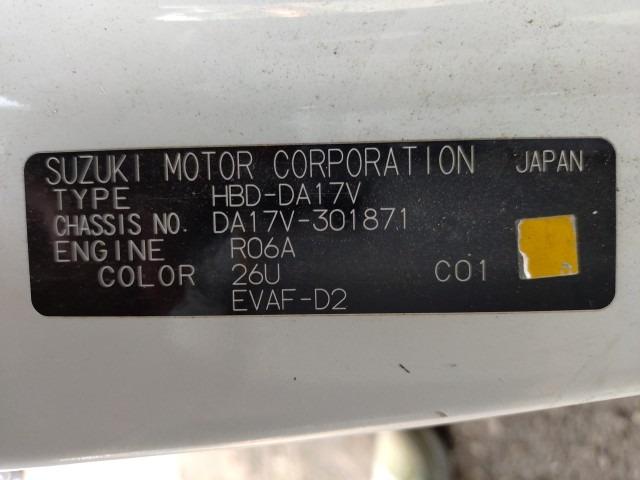 SUZUKI MOTOR CORPORATION JAPAN
TYPE HBD-DA17V
CHASSIS NO. DA17V-301871
ENGINE R06A
COLOR 26U C01
EVAF-D2